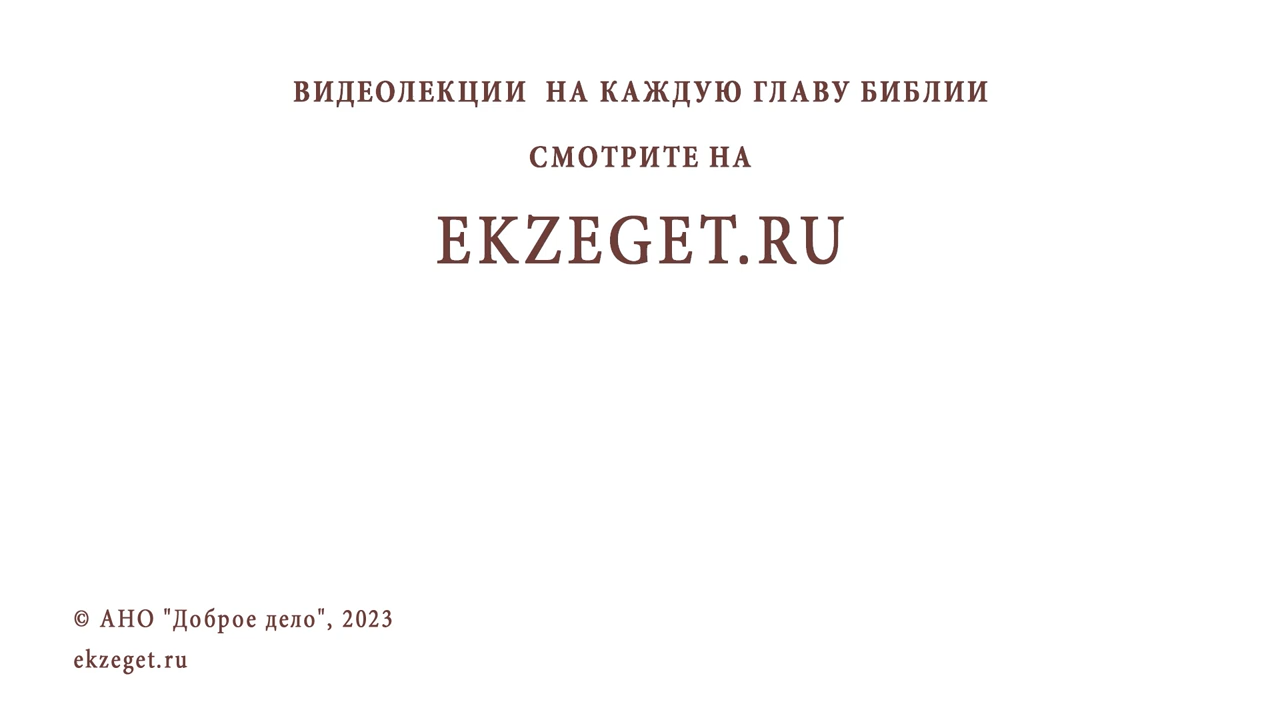 ВИДЕОЛЕКЦИИ НА КАЖДУЮ ГЛАВУ БИБЛИИ
СМОТРИТЕ НА
EKZEGET.RU
© АНО "Доброе дело", 2023
ekzeget.ru